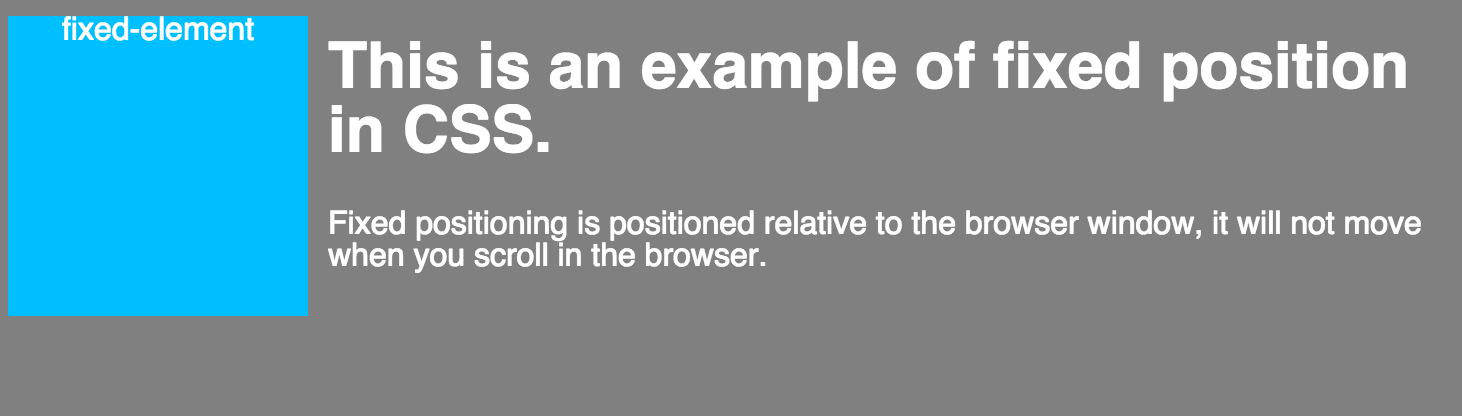 fixed-element
This is an example of fixed position
in CSS.
Fixed positioning is positioned relative to the browser window, it will not move
when you scroll in the browser.